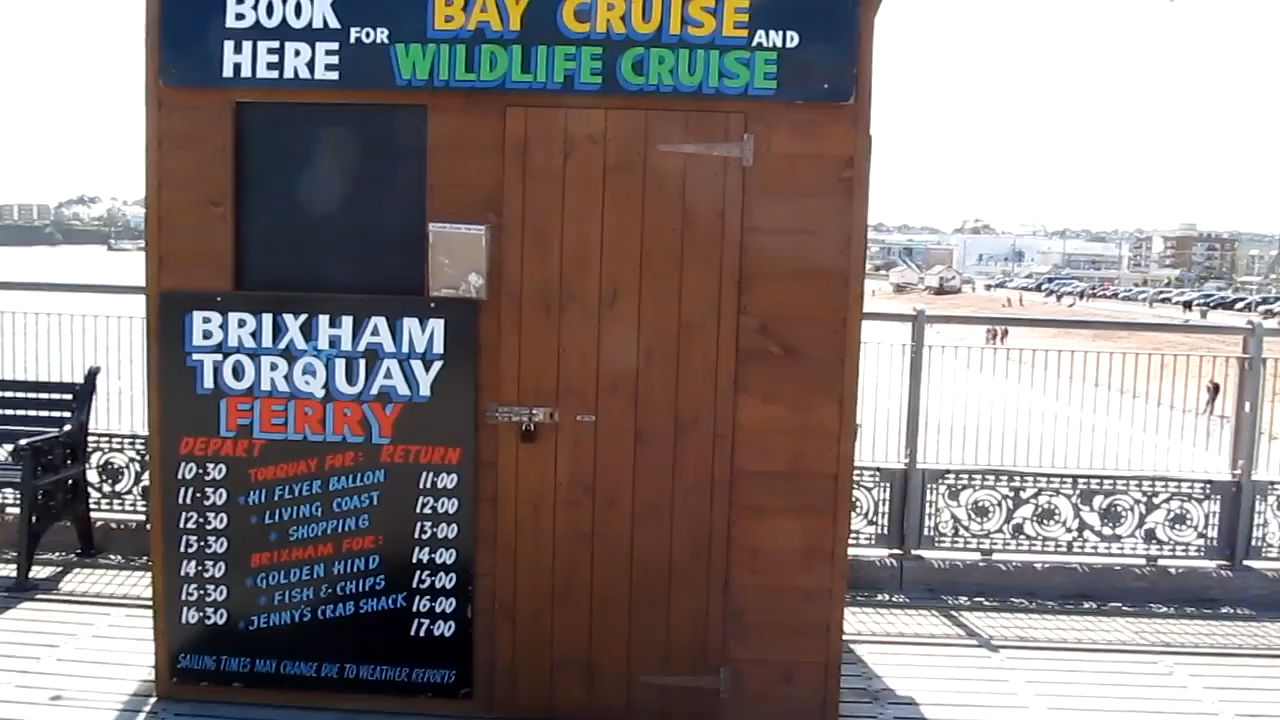 BOOK HERE FOR BAY CRUISE AND WILDLIFE CRUISE
BRIXHAM
&
TORQUAY
FERRY
DEPART
10-30
11-30
12-30
13-30
14-30
15-30
16-30
TORQUAY FOR:
* HI FLYER BALLON
* LIVING COAST
* SHOPPING
BRIXHAM FOR:
* GOLDEN HIND
* FISH & CHIPS
* JENNY'S CRAB SHACK
RETURN
11-00
12-00
13-00
14-00
15-00
16-00
17-00
SAILING TIMES MAY CHANGE DUE TO WEATHER REPORTS